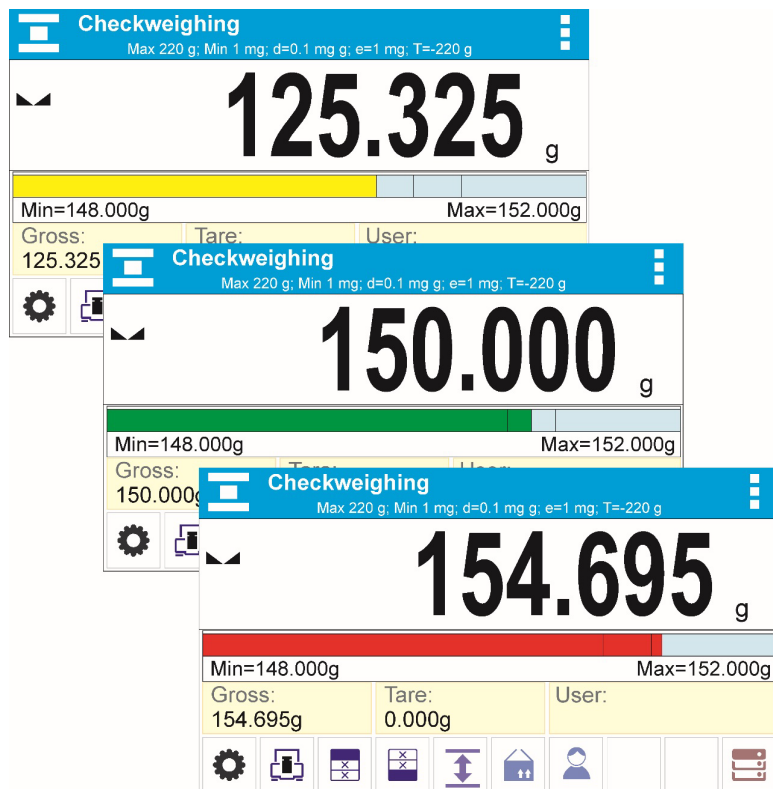 Checkweighing
Max 220 g; Min 1 mg; d=0.1 mg g; e=1 mg; T=-220 g
125.325 g
Min=148.000g Max=152.000g
Gross: Tare: User:
125.325
Checkweighing
Max 220 g; Min 1 mg; d=0.1 mg g; e=1 mg; T=-220 g
150.000 g
Min=148.000g Max=152.000g
Gross: Tare: User:
150.000g
Checkweighing
Max 220 g; Min 1 mg; d=0.1 mg g; e=1 mg; T=-220 g
154.695 g
Min=148.000g Max=152.000g
Gross: Tare: User:
154.695g 0.000g